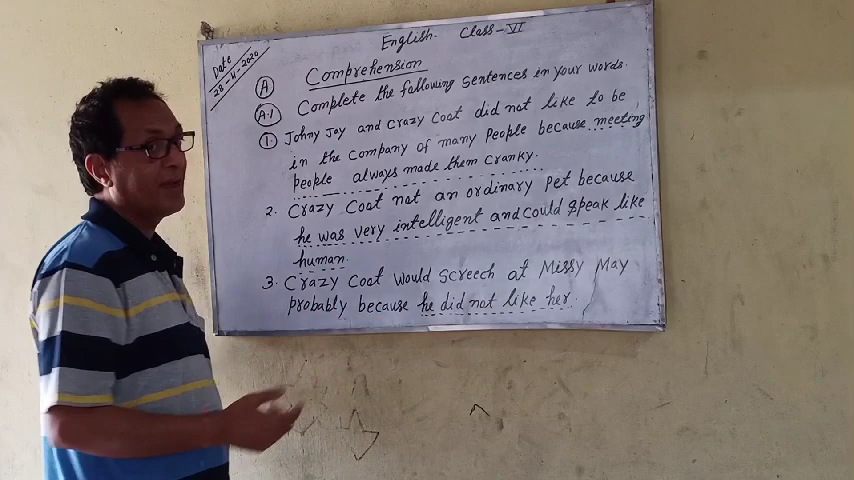 Date
28-4-2020
English. Class-VI
Comprehension
(A)
(A.1) Complete the following sentences in your words.
(1.) Johny Joy and Crazy Coat did not like to be
in the company of many people because meeting
people always made them cranky.
2. Crazy Coat not an ordinary pet because
he was very intelligent and could speak like
human.
3. Crazy Coat would screech at Missy May
probably because he did not like her.